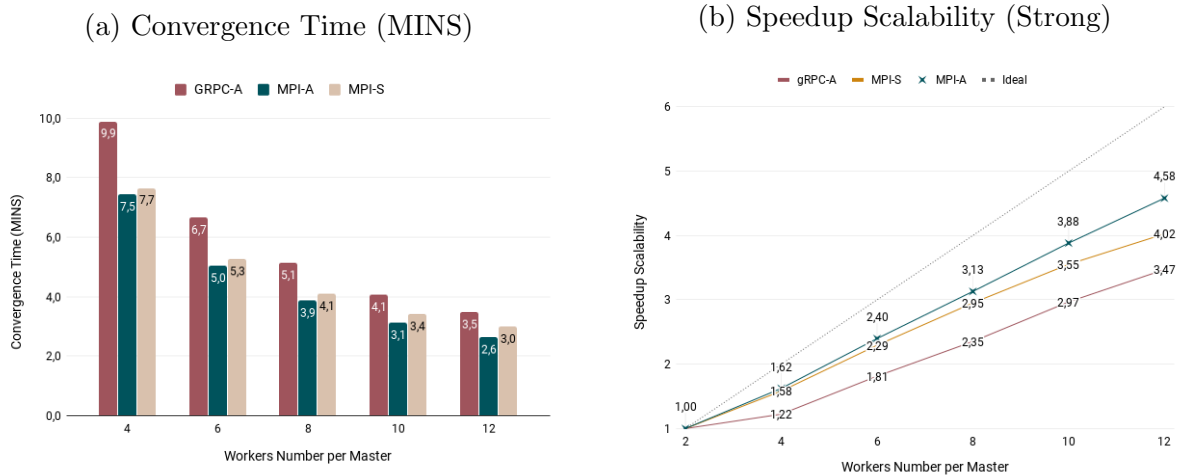 (a) Convergence Time (MINS)
GRPC-A MPI-A MPI-S
Convergence Time (MINS)
10,0
8,0
6,0
4,0
2,0
0,0
9,9 7,5 7,7
6,7 5,0 5,3
5,1 3,9 4,1
4,1 3,1 3,4
3,5 2,6 3,0
4 6 8 10 12
Workers Number per Master
(b) Speedup Scalability (Strong)
gRPC-A MPI-S MPI-A Ideal
Speedup Scalability
6
5
4
3
2
1
1,00
1,62
1,58
1,22
2,40
2,29
1,81
3,13
2,95
2,35
3,88
3,55
2,97
4,58
4,02
3,47
2 4 6 8 10 12
Workers Number per Master